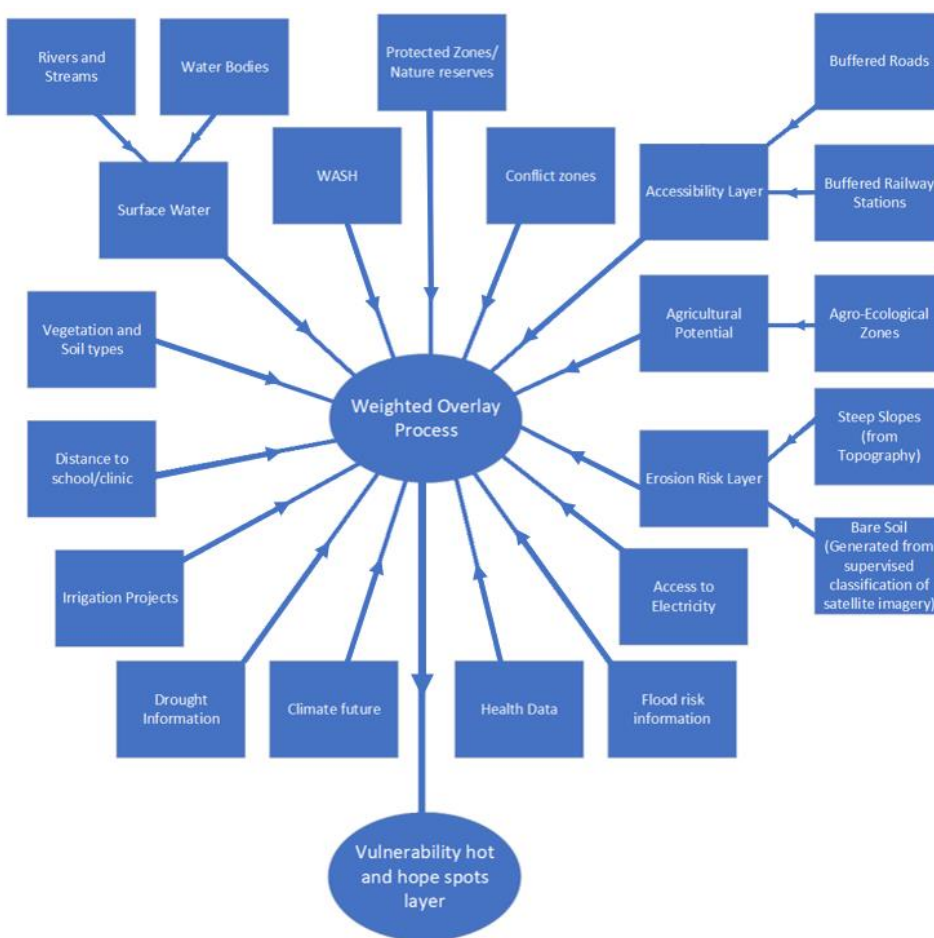 Rivers and
Streams
Water Bodies
Protected Zones/
Nature reserves
Buffered Roads
WASH
Conflict zones
Surface Water
Accessibility Layer
Buffered Railway
Stations
Vegetation and
Soil types
Agricultural
Potential
Agro-Ecological
Zones
Weighted Overlay
Process
Distance to
school/clinic
Erosion Risk Layer
Steep Slopes
(from
Topography)
Irrigation Projects
Access to
Electricity
Bare Soil
(Generated from
supervised
classification of
satellite imagery)
Drought
Information
Climate future
Health Data
Flood risk
information
Vulnerability hot
and hope spots
layer